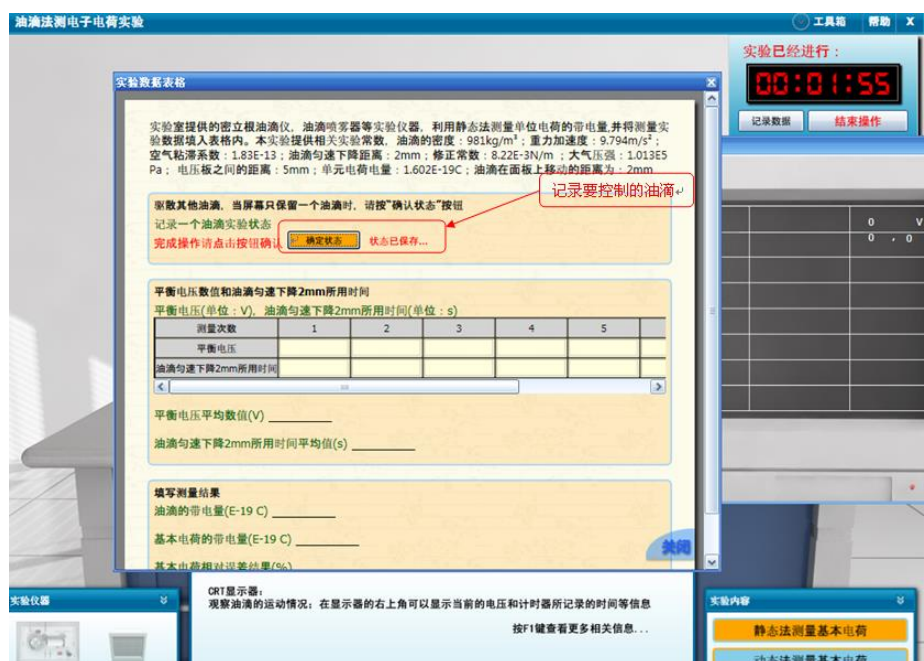 油滴法测电子电荷实验
工具箱 帮助 X
实验已经进行：
00:01:55
记录数据 结束操作
实验数据表格
实验室提供的密立根油滴仪，油滴喷雾器等实验仪器，利用静态法测量单位电荷的带电量,并将测量实
验数据填入表格内。本实验提供相关实验常数，油滴的密度：981kg/m³；重力加速度：9.794m/s²；
空气粘滞系数：1.83E-13；油滴匀速下降距离：2mm；修正常数：8.22E-3N/m；大气压强：1.013E5
Pa；电压板之间的距离：5mm；单元电荷电量：1.602E-19C；油滴在面板上移动的距离为：2mm
记录要控制的油滴
驱散其他油滴，当屏幕只保留一个油滴时，请按"确认状态"按钮
记录一个油滴实验状态
完成操作请点击按钮确认 确定状态 状态已保存...
0 V
0 , 0
平衡电压数值和油滴匀速下降2mm所用时间
平衡电压(单位：V)，油滴匀速下降2mm所用时间(单位：s)
测量次数 1 2 3 4 5
平衡电压
油滴匀速下降2mm所用时间
平衡电压平均数值(V)
油滴匀速下降2mm所用时间平均值(s)
填写测量结果
油滴的带电量(E-19 C)
基本电荷的带电量(E-19 C)
基本电荷相对误差结果(%)
关闭
实验仪器
CRT显示器：
观察油滴的运动情况；在显示器的右上角可以显示当前的电压和计时器所记录的时间等信息
按F1键查看更多相关信息...
实验内容
静态法测量基本电荷
动态法测量基本电荷